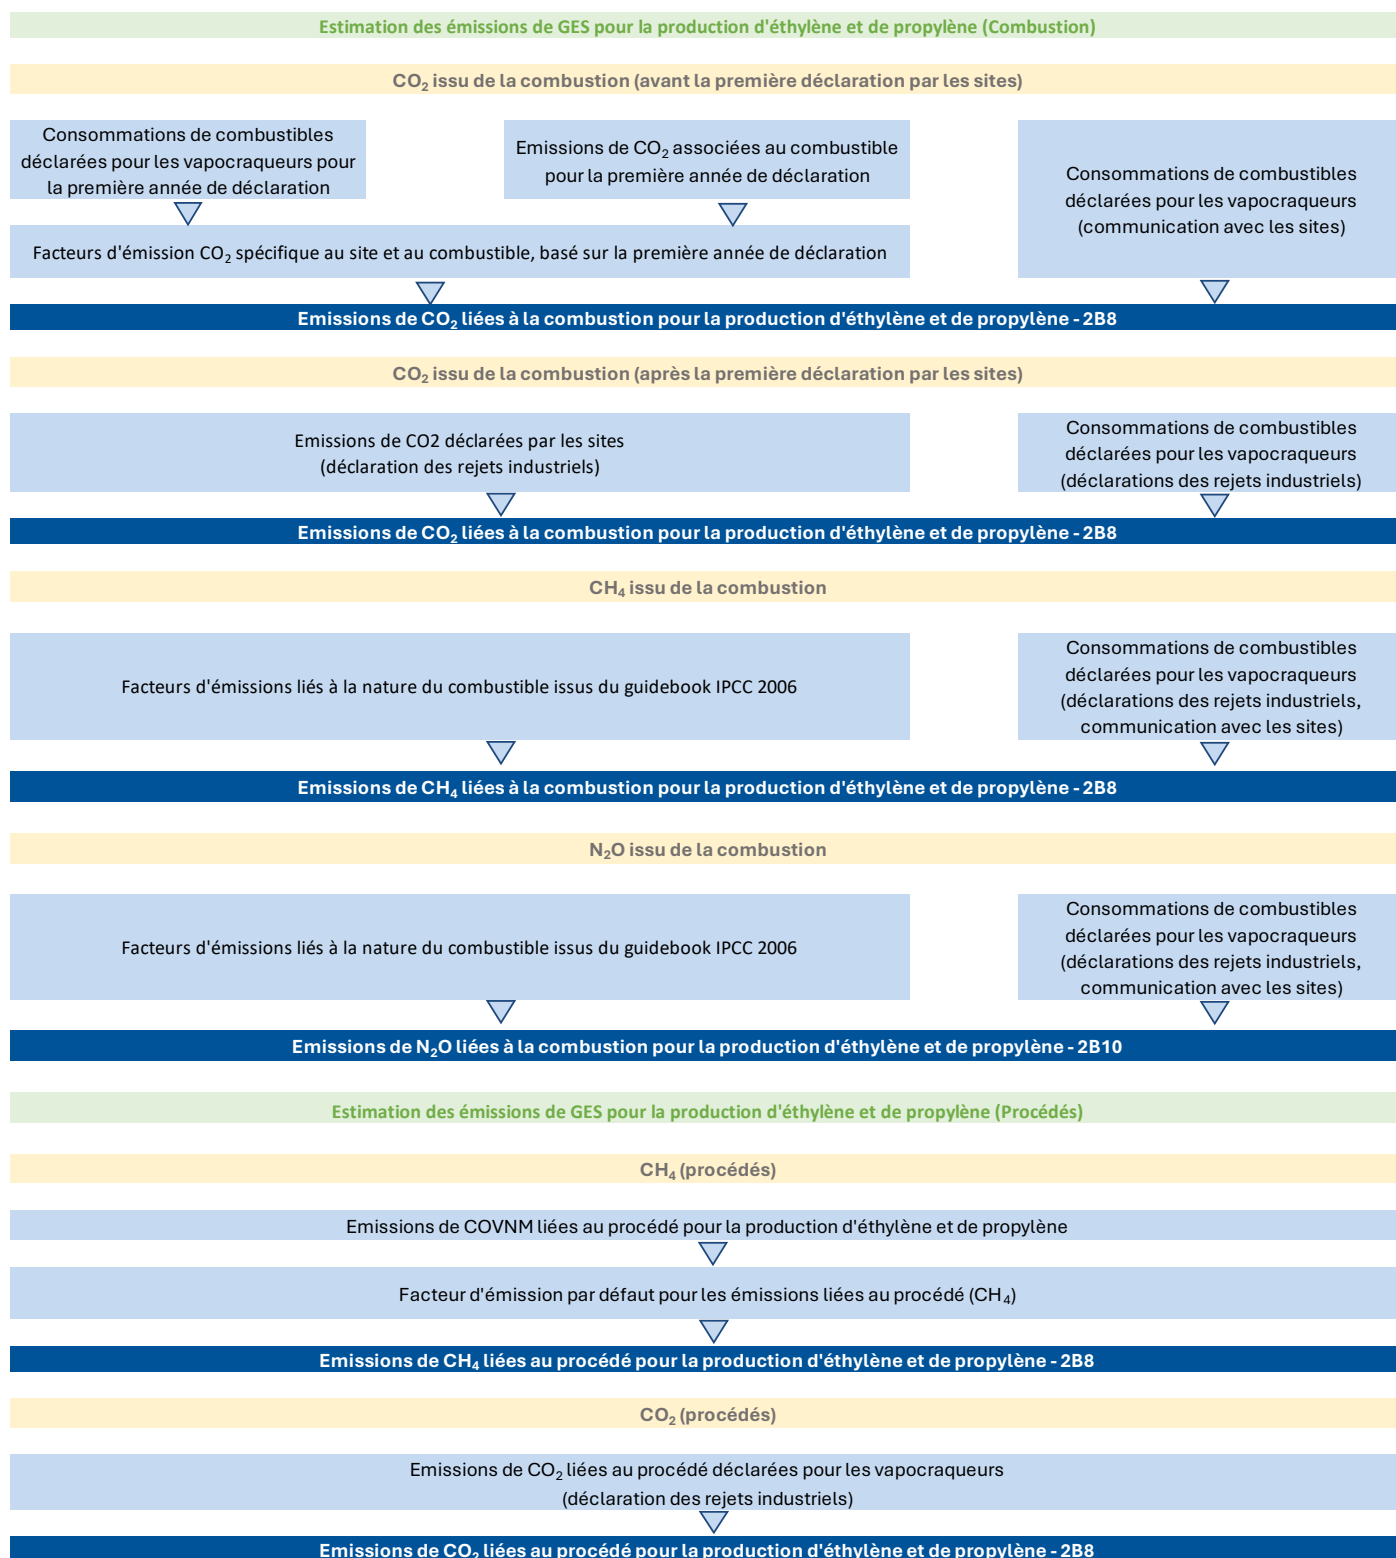 Estimation des émissions de GES pour la production d'éthylène et de propylène (Combustion)
CO₂ issu de la combustion (avant la première déclaration par les sites)
Consommations de combustibles
déclarées pour les vapocraqueurs pour
la première année de déclaration
Emissions de CO₂ associées au combustible
pour la première année de déclaration
Consommations de combustibles
déclarées pour les vapocraqueurs
(communication avec les sites)
Facteurs d'émission CO₂ spécifique au site et au combustible, basé sur la première année de déclaration
Emissions de CO₂ liées à la combustion pour la production d'éthylène et de propylène - 2B8
CO₂ issu de la combustion (après la première déclaration par les sites)
Emissions de CO2 déclarées par les sites
(déclaration des rejets industriels)
Consommations de combustibles
déclarées pour les vapocraqueurs
(déclarations des rejets industriels)
Emissions de CO₂ liées à la combustion pour la production d'éthylène et de propylène - 2B8
CH₄ issu de la combustion
Facteurs d'émissions liés à la nature du combustible issus du guidebook IPCC 2006
Consommations de combustibles
déclarées pour les vapocraqueurs
(déclarations des rejets industriels,
communication avec les sites)
Emissions de CH₄ liées à la combustion pour la production d'éthylène et de propylène - 2B8
N₂O issu de la combustion
Facteurs d'émissions liés à la nature du combustible issus du guidebook IPCC 2006
Consommations de combustibles
déclarées pour les vapocraqueurs
(déclarations des rejets industriels,
communication avec les sites)
Emissions de N₂O liées à la combustion pour la production d'éthylène et de propylène - 2B10
Estimation des émissions de GES pour la production d'éthylène et de propylène (Procédés)
CH₄ (procédés)
Emissions de COVNM liées au procédé pour la production d'éthylène et de propylène
Facteur d'émission par défaut pour les émissions liées au procédé (CH₄)
Emissions de CH₄ liées au procédé pour la production d'éthylène et de propylène - 2B8
CO₂ (procédés)
Emissions de CO₂ liées au procédé déclarées pour les vapocraqueurs
(déclaration des rejets industriels)
Emissions de CO₂ liées au procédé pour la production d'éthylène et de propylène - 2B8